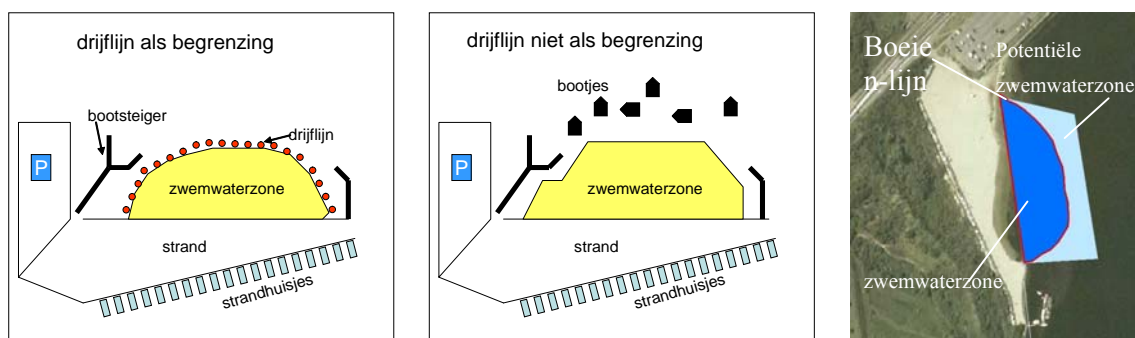 drijflijn als begrenzing
bootsteiger
drijflijn
P
zwemwaterzone
strand
strandhuisjes
drijflijn niet als begrenzing
bootjes
P
zwemwaterzone
strand
strandhuisjes
Boeie
n-lijn
Potentiële
zwemwaterzone
zwemwaterzone